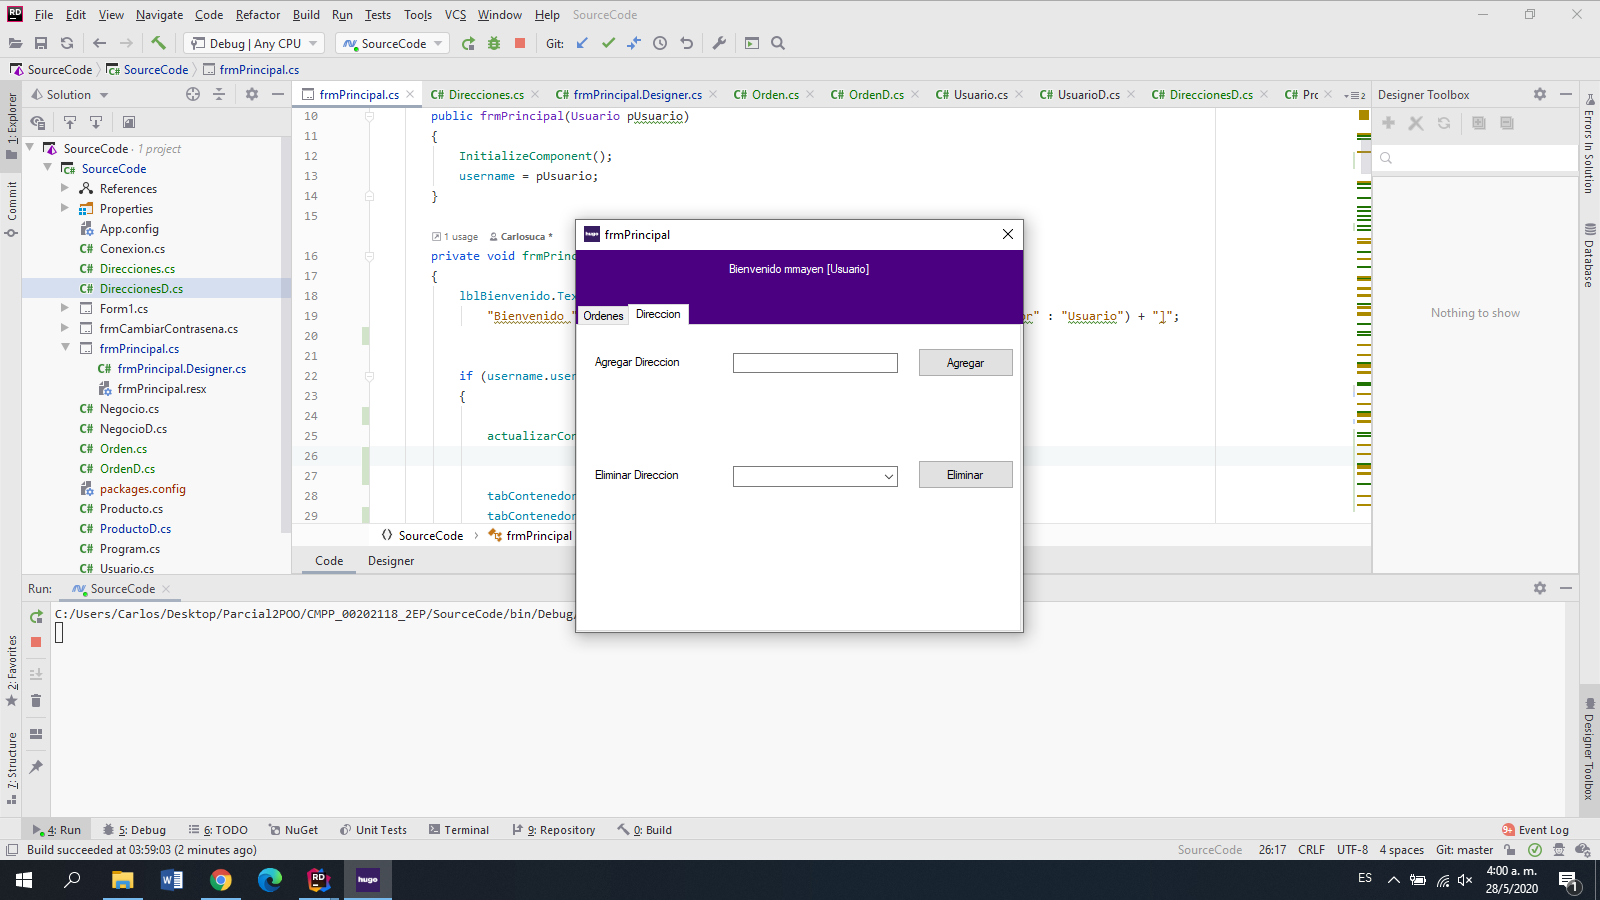 File Edit View Navigate Code Refactor Build Run Tests Tools VCS Window Help SourceCode
Debug | Any CPU SourceCode Git:
SourceCode SourceCode frmPrincipal.cs
Solution
frmPrincipal.cs Direcciones.cs frmPrincipal.Designer.cs Orden.cs OrdenD.cs Usuario.cs UsuarioD.cs DireccionesD.cs Pr 2
Designer Toolbox
1: Explorer
Commit
2: Favorites
7: Structure
SourceCode · 1 project
SourceCode
References
Properties
App.config
Conexion.cs
Direcciones.cs
DireccionesD.cs
Form1.cs
frmCambiarContrasena.cs
frmPrincipal.cs
frmPrincipal.Designer.cs
frmPrincipal.resx
Negocio.cs
NegocioD.cs
Orden.cs
OrdenD.cs
packages.config
Producto.cs
ProductoD.cs
Program.cs
Usuario.cs
10 public frmPrincipal(Usuario pUsuario)
11 {
12 InitializeComponent();
13 username = pUsuario;
14 }
15
1 usage Carlosuca *
16 private void frmPrinc
17 {
18 lblBienvenido.Tex
19 "Bienvenido " or" : "Usuario") + "]";
20
21
22 if (username.user
23 {
24
25 actualizarCon
26
27
28 tabContenedor
29 tabContenedor
SourceCode frmPrincipal
Code Designer
hugo frmPrincipal
Bienvenido mmayen [Usuario]
Ordenes Direccion
Agregar Direccion Agregar
Eliminar Direccion Eliminar
Nothing to show
Errors In Solution
Database
Designer Toolbox
Run: SourceCode
C:/Users/Carlos/Desktop/Parcial2POO/CMPP_00202118_2EP/SourceCode/bin/Debug/
4: Run 5: Debug 6: TODO NuGet Unit Tests Terminal 9: Repository 0: Build 9+ Event Log
Build succeeded at 03:59:03 (2 minutes ago) SourceCode 26:17 CRLF UTF-8 4 spaces Git: master
hugo ES 4:00 a. m.
28/5/2020 1